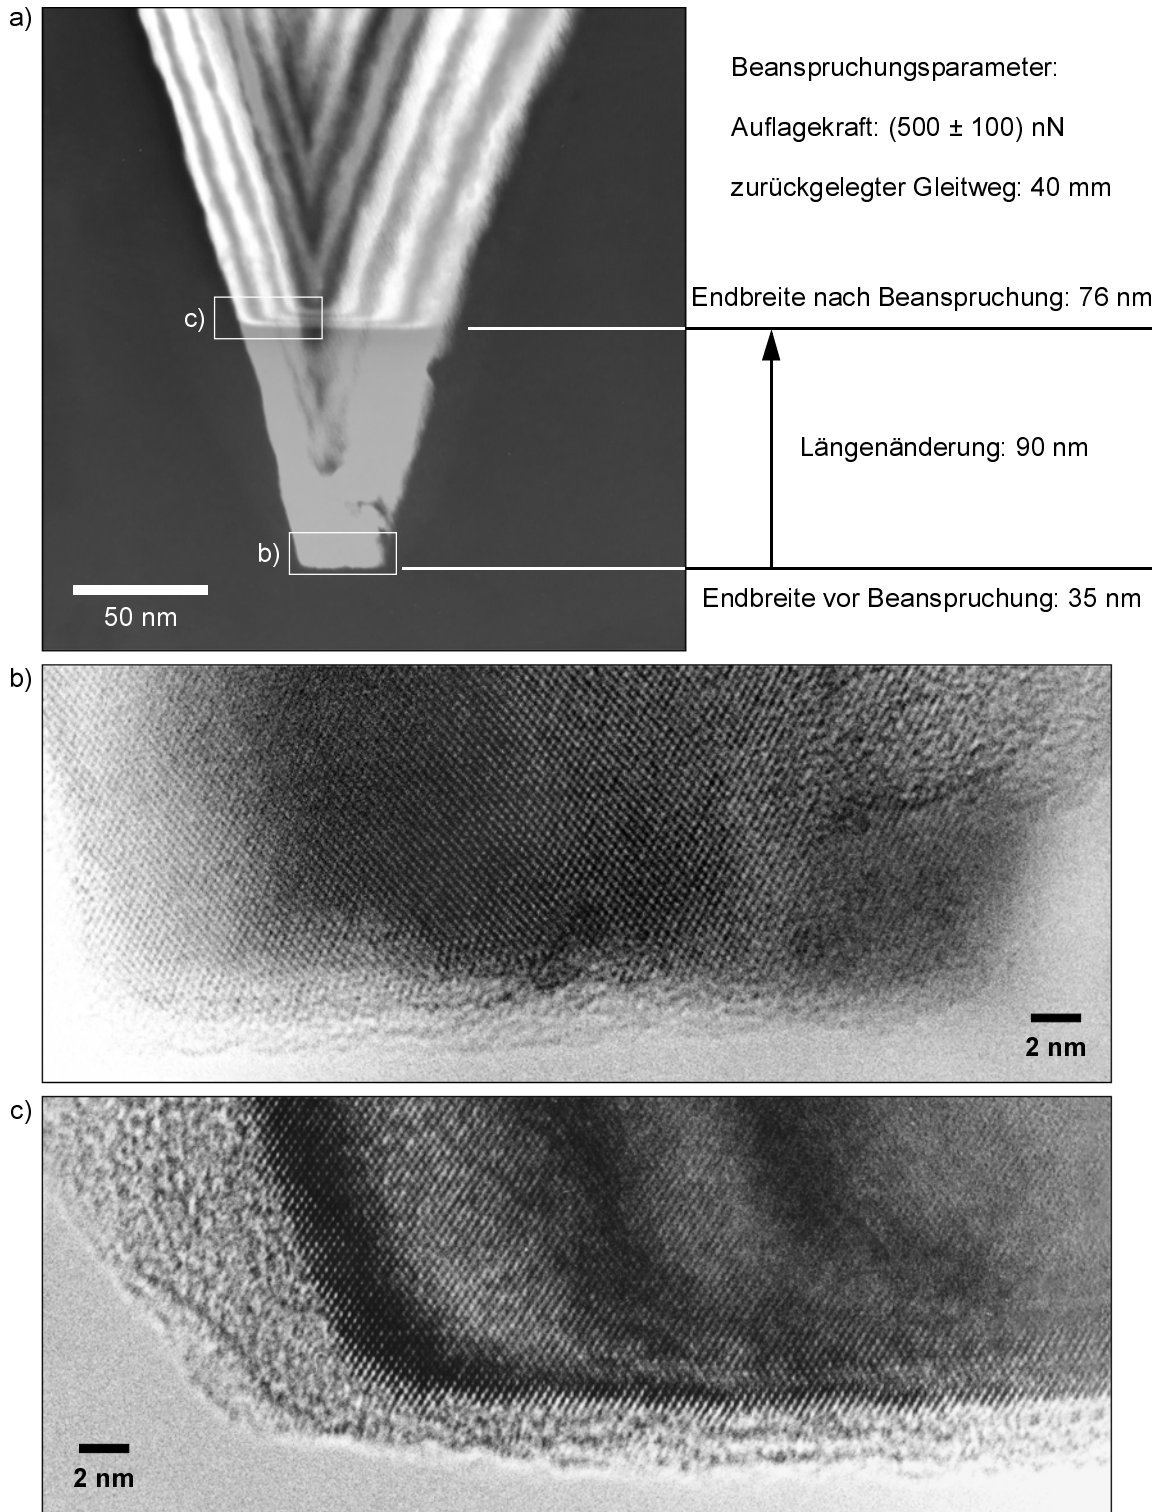 a)
Beanspruchungsparameter:
Auflagekraft: (500 ± 100) nN
zurückgelegter Gleitweg: 40 mm
Endbreite nach Beanspruchung: 76 nm
c)
Längenänderung: 90 nm
b)
50 nm
Endbreite vor Beanspruchung: 35 nm
b)
2 nm
c)
2 nm